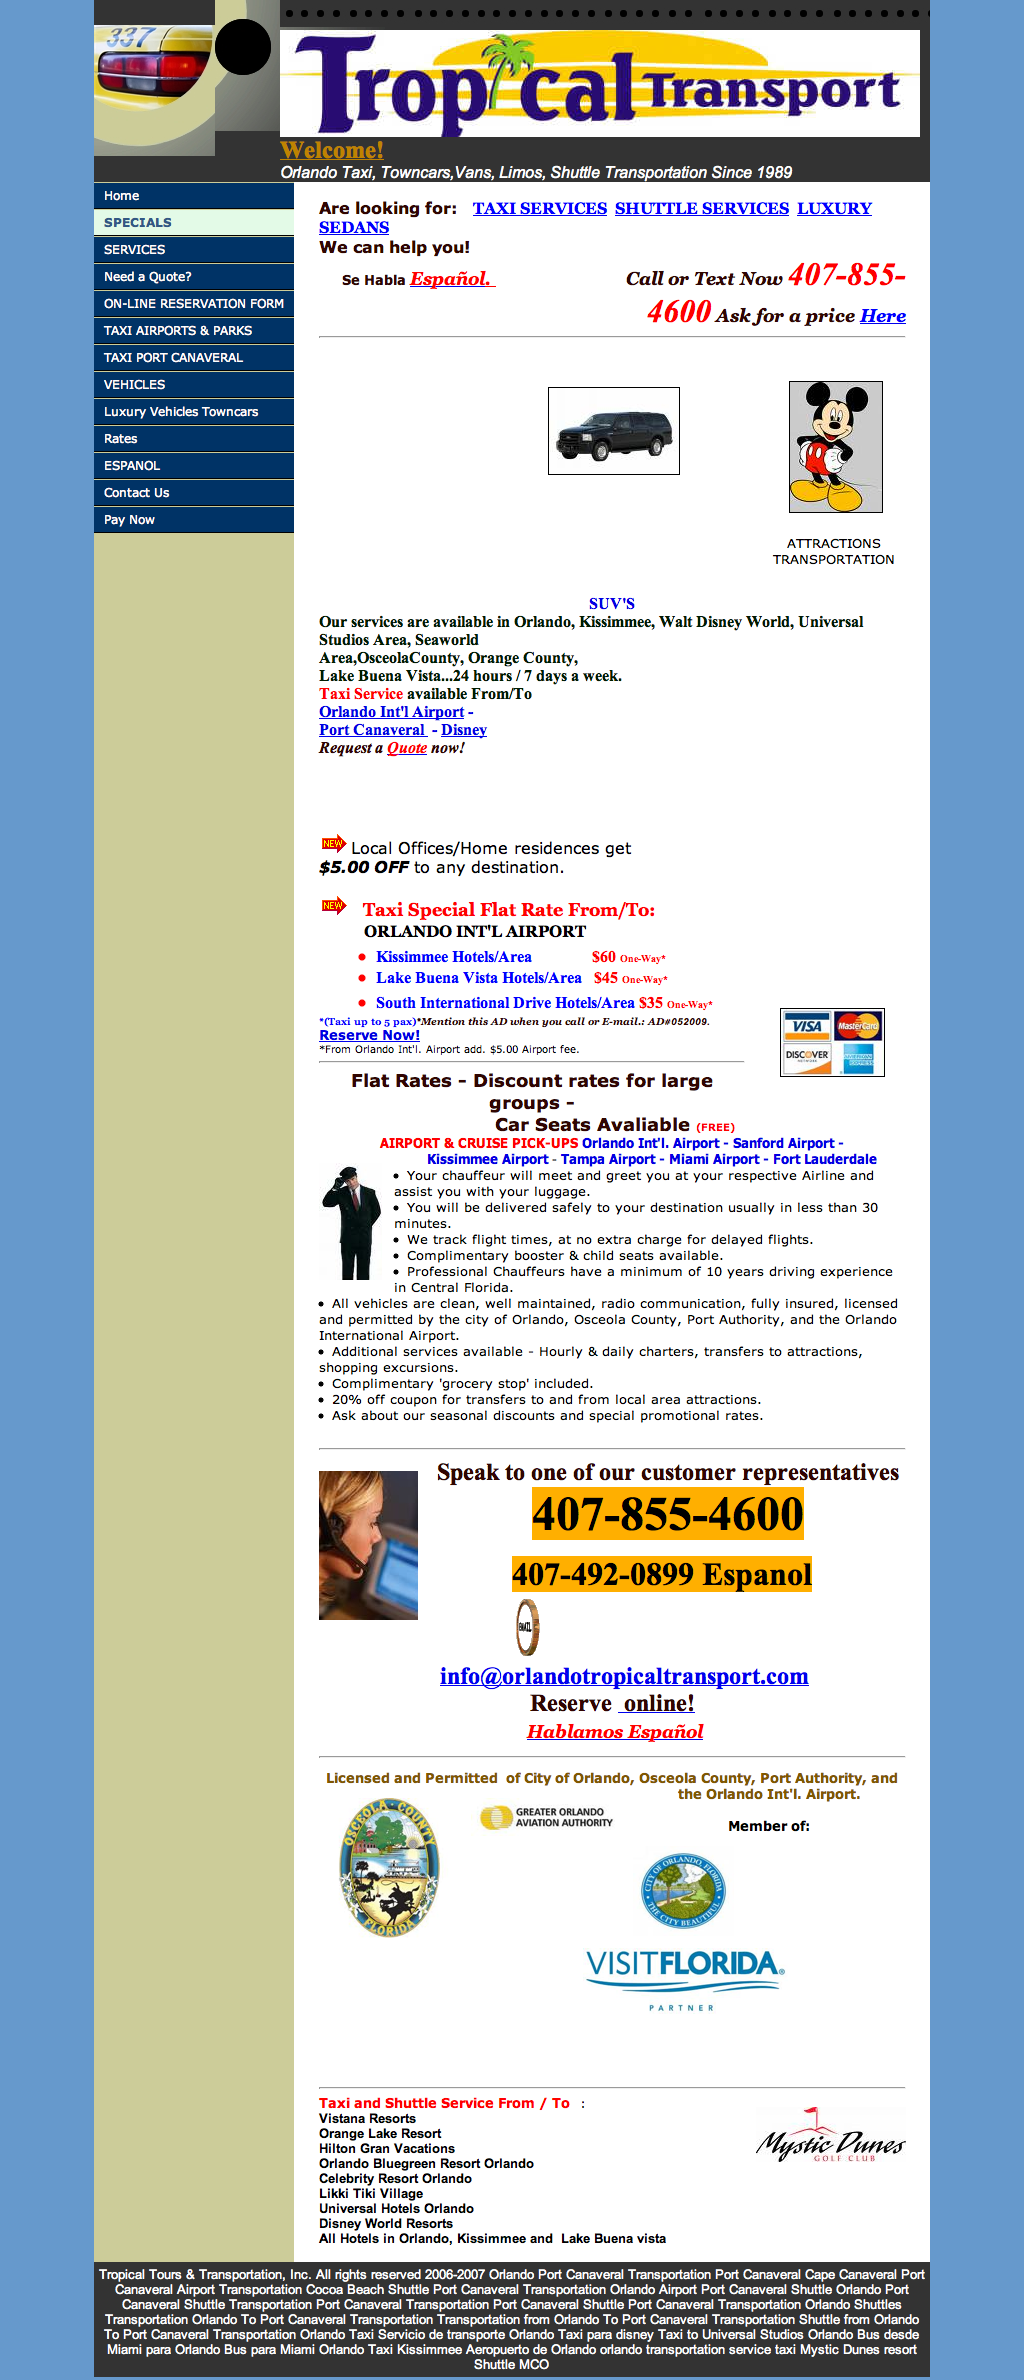 337
Tropical Transport
Welcome!
Orlando Taxi, Towncars,Vans, Limos, Shuttle Transportation Since 1989
Home
SPECIALS
SERVICES
Need a Quote?
ON-LINE RESERVATION FORM
TAXI AIRPORTS & PARKS
TAXI PORT CANAVERAL
VEHICLES
Luxury Vehicles Towncars
Rates
ESPANOL
Contact Us
Pay Now
Are looking for: TAXI SERVICES SHUTTLE SERVICES LUXURY
SEDANS
We can help you!
Se Habla Español.
Call or Text Now 407-855-
4600 Ask for a price Here
ATTRACTIONS
TRANSPORTATION
SUV'S
Our services are available in Orlando, Kissimmee, Walt Disney World, Universal
Studios Area, Seaworld
Area,OsceolaCounty, Orange County,
Lake Buena Vista...24 hours / 7 days a week.
Taxi Service available From/To
Orlando Int'l Airport -
Port Canaveral - Disney
Request a Quote now!
NEW Local Offices/Home residences get
$5.00 OFF to any destination.
NEW Taxi Special Flat Rate From/To:
ORLANDO INT'L AIRPORT
• Kissimmee Hotels/Area $60 One-Way*
• Lake Buena Vista Hotels/Area $45 One-Way*
• South International Drive Hotels/Area $35 One-Way*
*(Taxi up to 5 pax)*Mention this AD when you call or E-mail.: AD#052009.
Reserve Now!
*From Orlando Int'l. Airport add. $5.00 Airport fee.
VISA MasterCard
DISCOVER AMERICAN EXPRESS
Flat Rates - Discount rates for large
groups -
Car Seats Avaliable (FREE)
AIRPORT & CRUISE PICK-UPS Orlando Int'l. Airport - Sanford Airport -
Kissimmee Airport - Tampa Airport - Miami Airport - Fort Lauderdale
• Your chauffeur will meet and greet you at your respective Airline and
assist you with your luggage.
• You will be delivered safely to your destination usually in less than 30
minutes.
• We track flight times, at no extra charge for delayed flights.
• Complimentary booster & child seats available.
• Professional Chauffeurs have a minimum of 10 years driving experience
in Central Florida.
• All vehicles are clean, well maintained, radio communication, fully insured, licensed
and permitted by the city of Orlando, Osceola County, Port Authority, and the Orlando
International Airport.
• Additional services available - Hourly & daily charters, transfers to attractions,
shopping excursions.
• Complimentary 'grocery stop' included.
• 20% off coupon for transfers to and from local area attractions.
• Ask about our seasonal discounts and special promotional rates.
Speak to one of our customer representatives
407-855-4600
407-492-0899 Espanol
EMAIL
info@orlandotropicaltransport.com
Reserve online!
Hablamos Español
Licensed and Permitted of City of Orlando, Osceola County, Port Authority, and
the Orlando Int'l. Airport.
OSCEOLA COUNTY
FLORIDA
GREATER ORLANDO
AVIATION AUTHORITY
Member of:
CITY OF ORLANDO, FLORIDA
THE CITY BEAUTIFUL
VISITFLORIDA®
PARTNER
Taxi and Shuttle Service From / To :
Vistana Resorts
Orange Lake Resort
Hilton Gran Vacations
Orlando Bluegreen Resort Orlando
Celebrity Resort Orlando
Likki Tiki Village
Universal Hotels Orlando
Disney World Resorts
All Hotels in Orlando, Kissimmee and Lake Buena vista
Mystic Dunes
GOLF CLUB
Tropical Tours & Transportation, Inc. All rights reserved 2006-2007 Orlando Port Canaveral Transportation Port Canaveral Cape Canaveral Port
Canaveral Airport Transportation Cocoa Beach Shuttle Port Canaveral Transportation Orlando Airport Port Canaveral Shuttle Orlando Port
Canaveral Shuttle Transportation Port Canaveral Transportation Port Canaveral Shuttle Port Canaveral Transportation Orlando Shuttles
Transportation Orlando To Port Canaveral Transportation Transportation from Orlando To Port Canaveral Transportation Shuttle from Orlando
To Port Canaveral Transportation Orlando Taxi Servicio de transporte Orlando Taxi para disney Taxi to Universal Studios Orlando Bus desde
Miami para Orlando Bus para Miami Orlando Taxi Kissimmee Aeropuerto de Orlando orlando transportation service taxi Mystic Dunes resort
Shuttle MCO